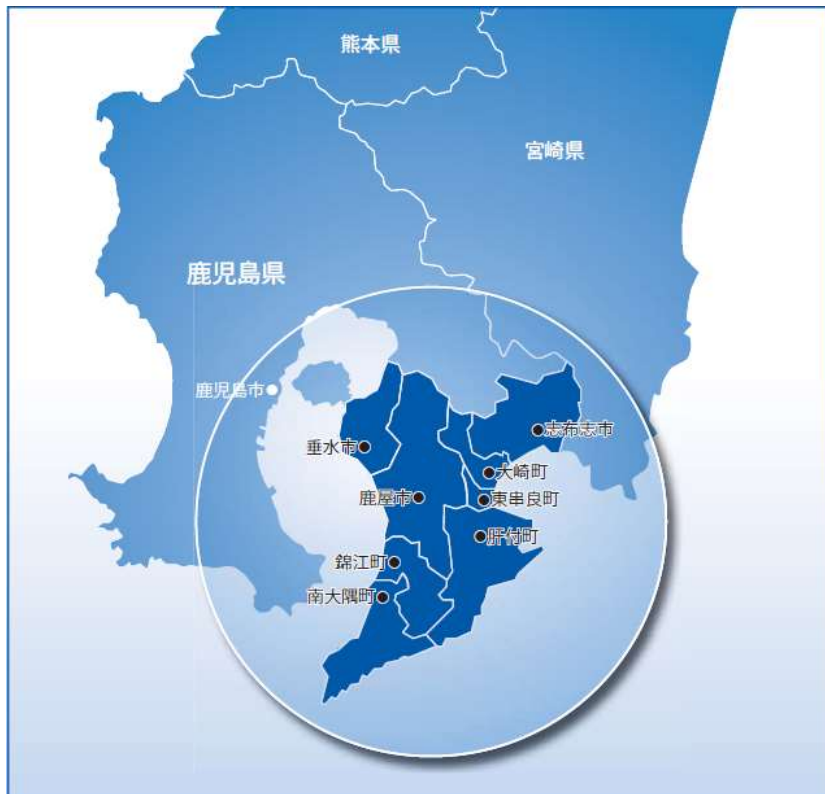 熊本県
宮崎県
鹿児島県
鹿児島市
志布志市
垂水市
大崎町
鹿屋市
東串良町
肝付町
錦江町
南大隅町